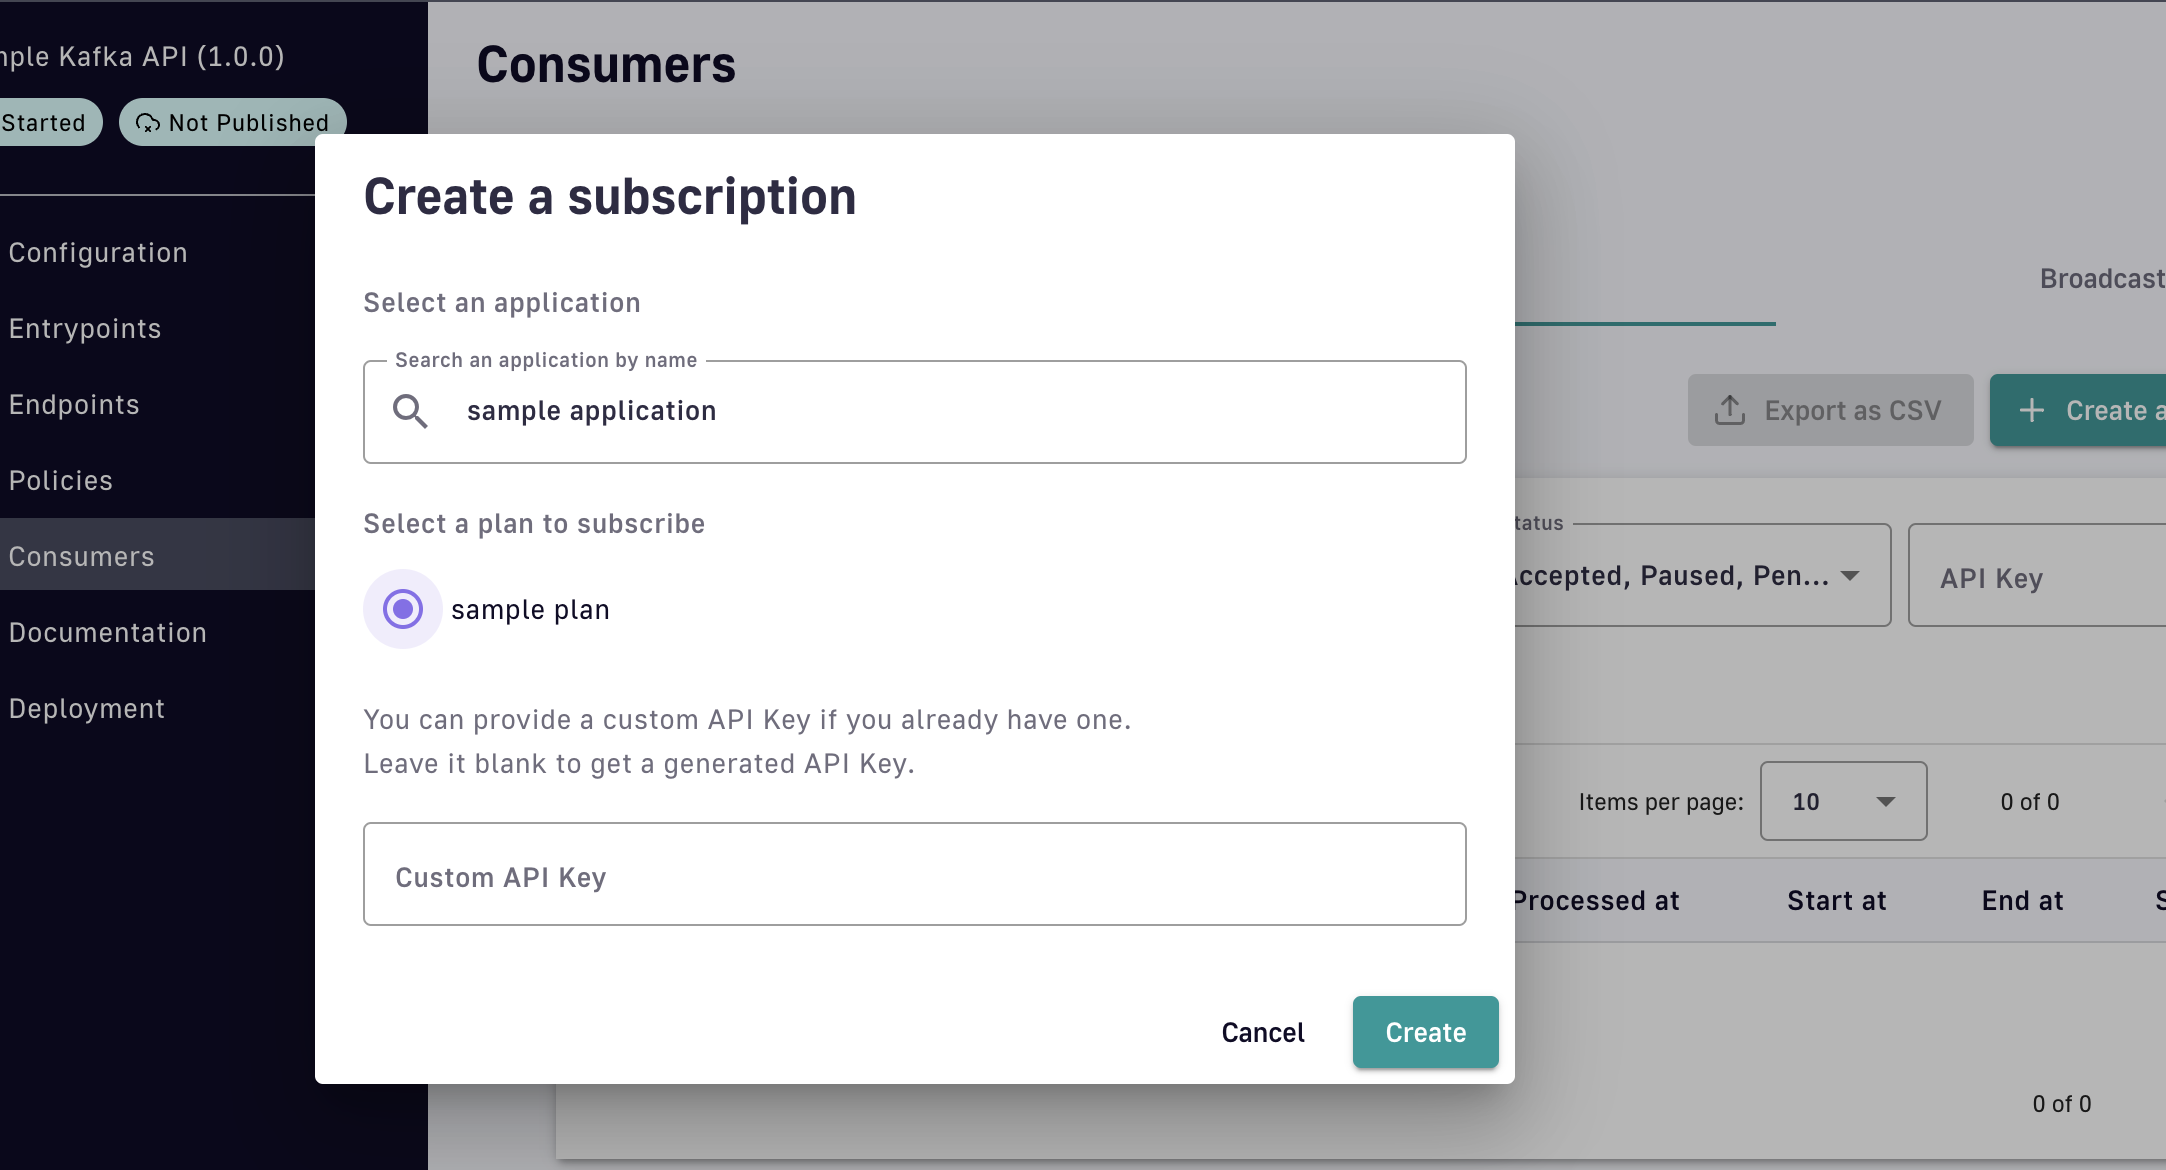 mple Kafka API (1.0.0)
Started
Not Published
Configuration
Entrypoints
Endpoints
Policies
Consumers
Documentation
Deployment
Consumers
Broadcast
Export as CSV
Create a
Create a subscription
Select an application
Search an application by name
sample application
Select a plan to subscribe
sample plan
You can provide a custom API Key if you already have one.
Leave it blank to get a generated API Key.
Custom API Key
Cancel
Create
tatus
Accepted, Paused, Pen...
API Key
Items per page:
10
0 of 0
Processed at
Start at
End at
S
0 of 0